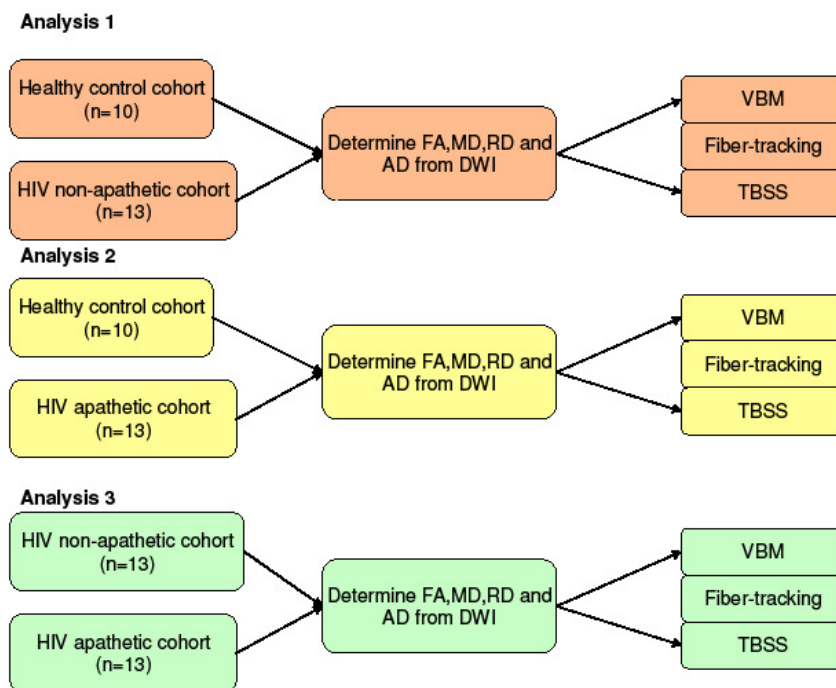 Analysis 1
Healthy control cohort
(n=10)
HIV non-apathetic cohort
(n=13)
Determine FA,MD,RD and
AD from DWI
VBM
Fiber-tracking
TBSS
Analysis 2
Healthy control cohort
(n=10)
HIV apathetic cohort
(n=13)
Determine FA,MD,RD and
AD from DWI
VBM
Fiber-tracking
TBSS
Analysis 3
HIV non-apathetic cohort
(n=13)
HIV apathetic cohort
(n=13)
Determine FA,MD,RD and
AD from DWI
VBM
Fiber-tracking
TBSS